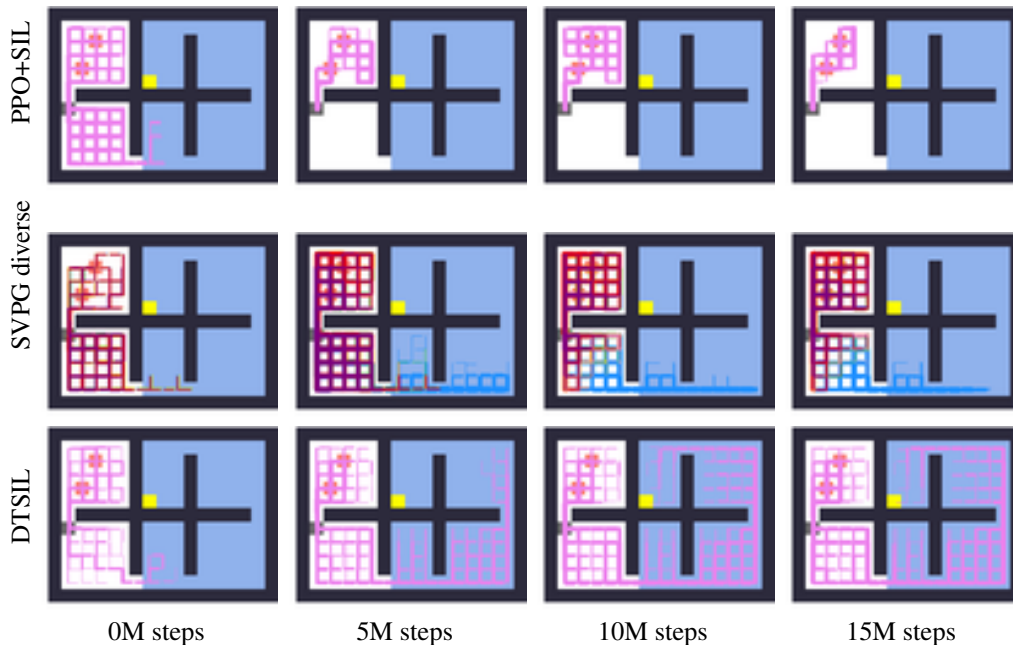 PPO+SIL
SVPG diverse
DTSIL
0M steps
5M steps
10M steps
15M steps